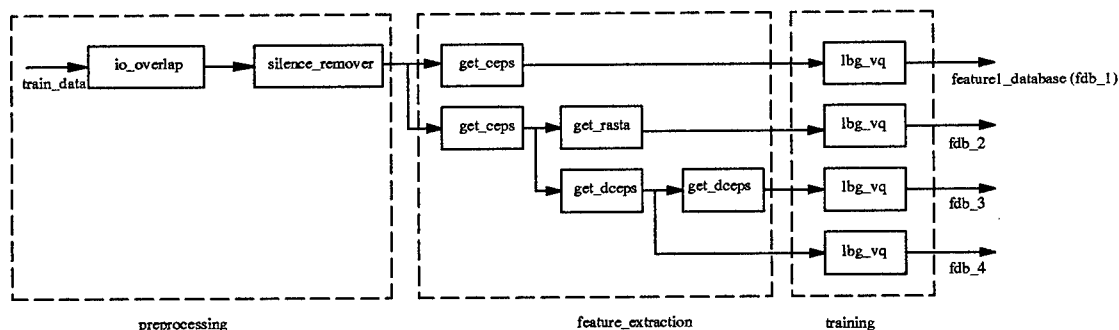 io_overlap
silence_remover
get_ceps
lbg_vq
train_data
feature1_database (fdb_1)
get_ceps
get_rasta
lbg_vq
fdb_2
get_dceps
get_dceps
lbg_vq
fdb_3
lbg_vq
fdb_4
preprocessing
feature_extraction
training